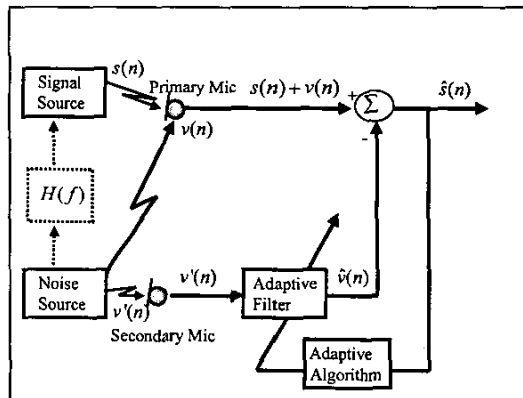 s(n)
Signal
Source
Primary Mic
s(n) + v(n)
+
Σ
ŝ(n)
-
v(n)
H(f)
Noise
Source
v'(n)
v'(n)
Secondary Mic
Adaptive
Filter
v̂(n)
Adaptive
Algorithm